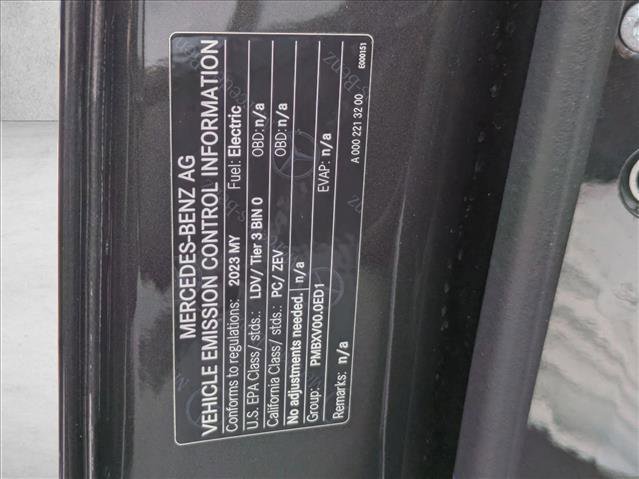 MERCEDES-BENZ AG
VEHICLE EMISSION CONTROL INFORMATION
Conforms to regulations: 2023 MY Fuel: Electric
U.S. EPA Class/ stds.: LDV/ Tier 3 BIN 0 OBD: n/a
California Class/ stds.: PC/ ZEV OBD: n/a
No adjustments needed. n/a
Group: PMBXV00.0ED1 EVAP: n/a
Remarks: n/a
A 000 221 32 00
E000151